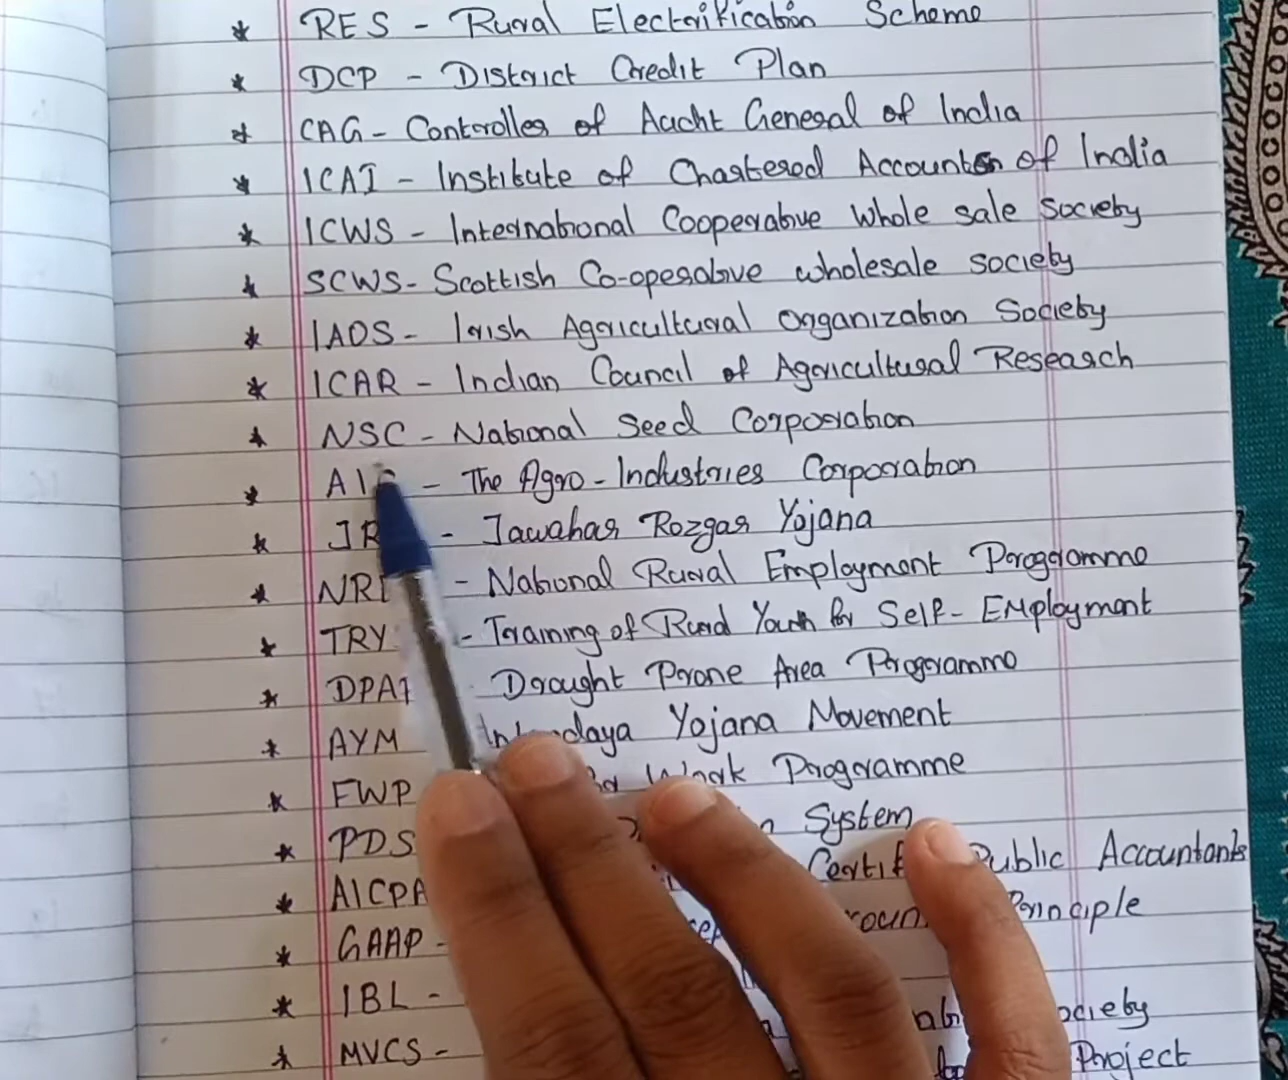 * RES - Rural Electrification Scheme
* DCP - District Credit Plan
* CAG - Controller of Aucht General of India
* ICAI - Institute of Chartered Accountan of India
* ICWS - International Cooperative Whole sale Society
* SCWS - Scottish Co-operative wholesale society
* IAOS - Irish Agricultural Organization Society
* ICAR - Indian Council of Agricultural Research
* NSC - National Seed Corporation
* AI - The Agro-Industries Corporation
* JR - Jawahar Rozgar Yojana
* NR - National Rural Employment Programme
* TRY - Training of Rural Youth for Self-Employment
* DPA Drought Prone Area Programme
* AYM Yojana Movement
* FWP Work Programme
* PDS System
* AICPA Public Accountants
* GAAP - Principle
* IBL -
* MVCS - Project